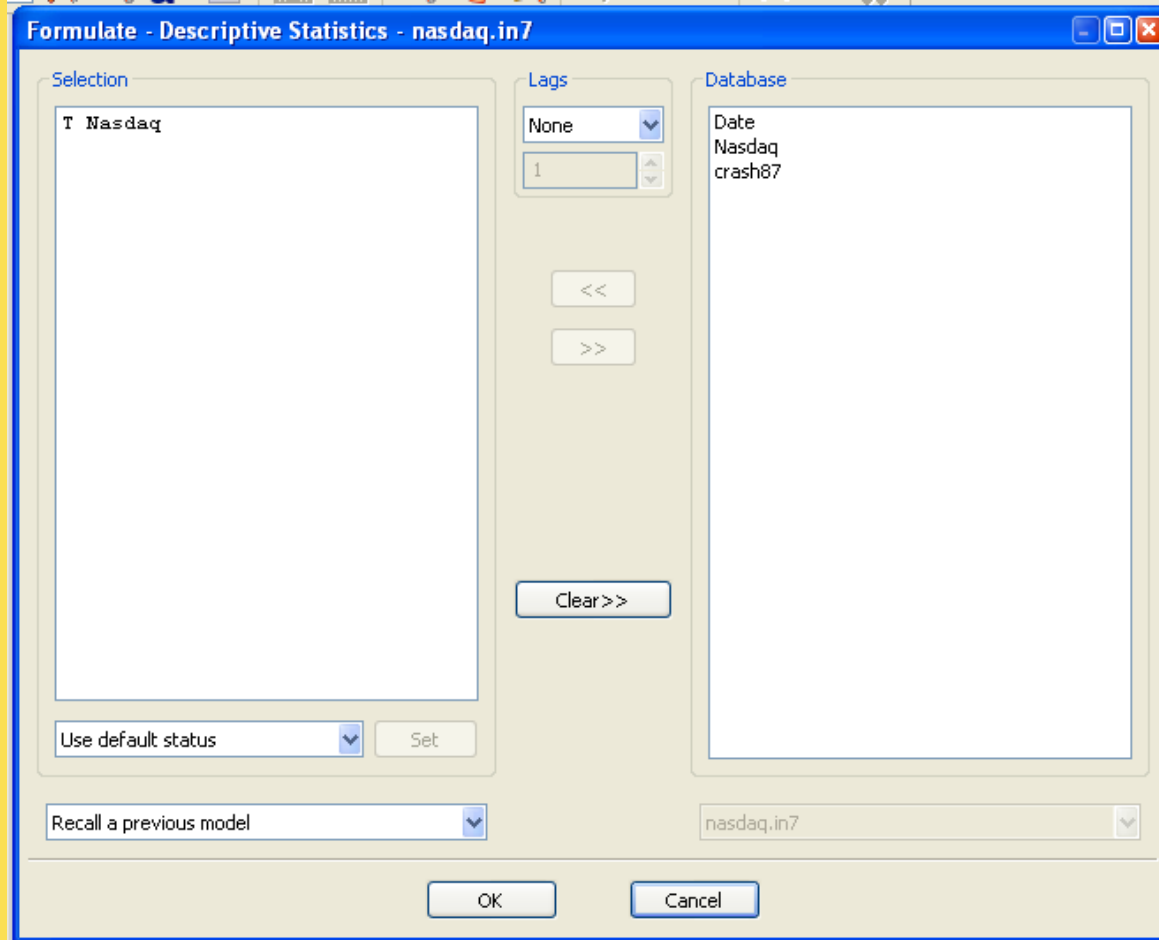 Formulate - Descriptive Statistics - nasdaq.in7
Selection
T Nasdaq
Use default status
Set
Recall a previous model
Lags
None
1
<<
>>
Clear>>
Database
Date
Nasdaq
crash87
nasdaq.in7
OK
Cancel